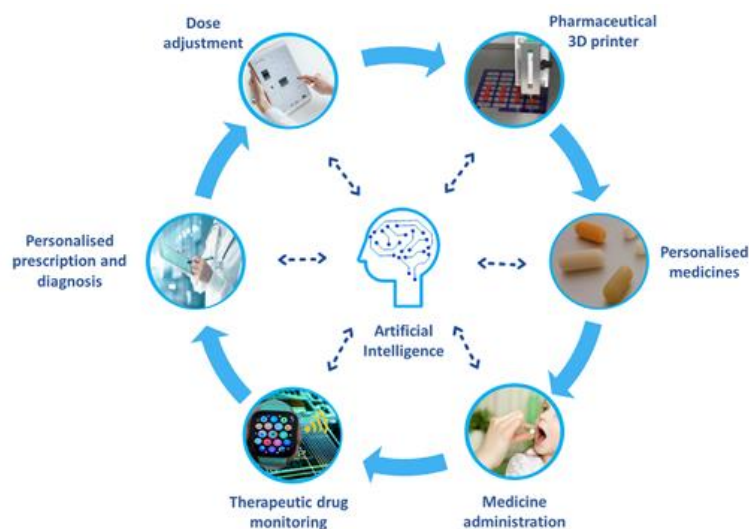 Dose
adjustment
Pharmaceutical
3D printer
Personalised
prescription and
diagnosis
Personalised
medicines
Artificial
Intelligence
Therapeutic drug
monitoring
Medicine
administration